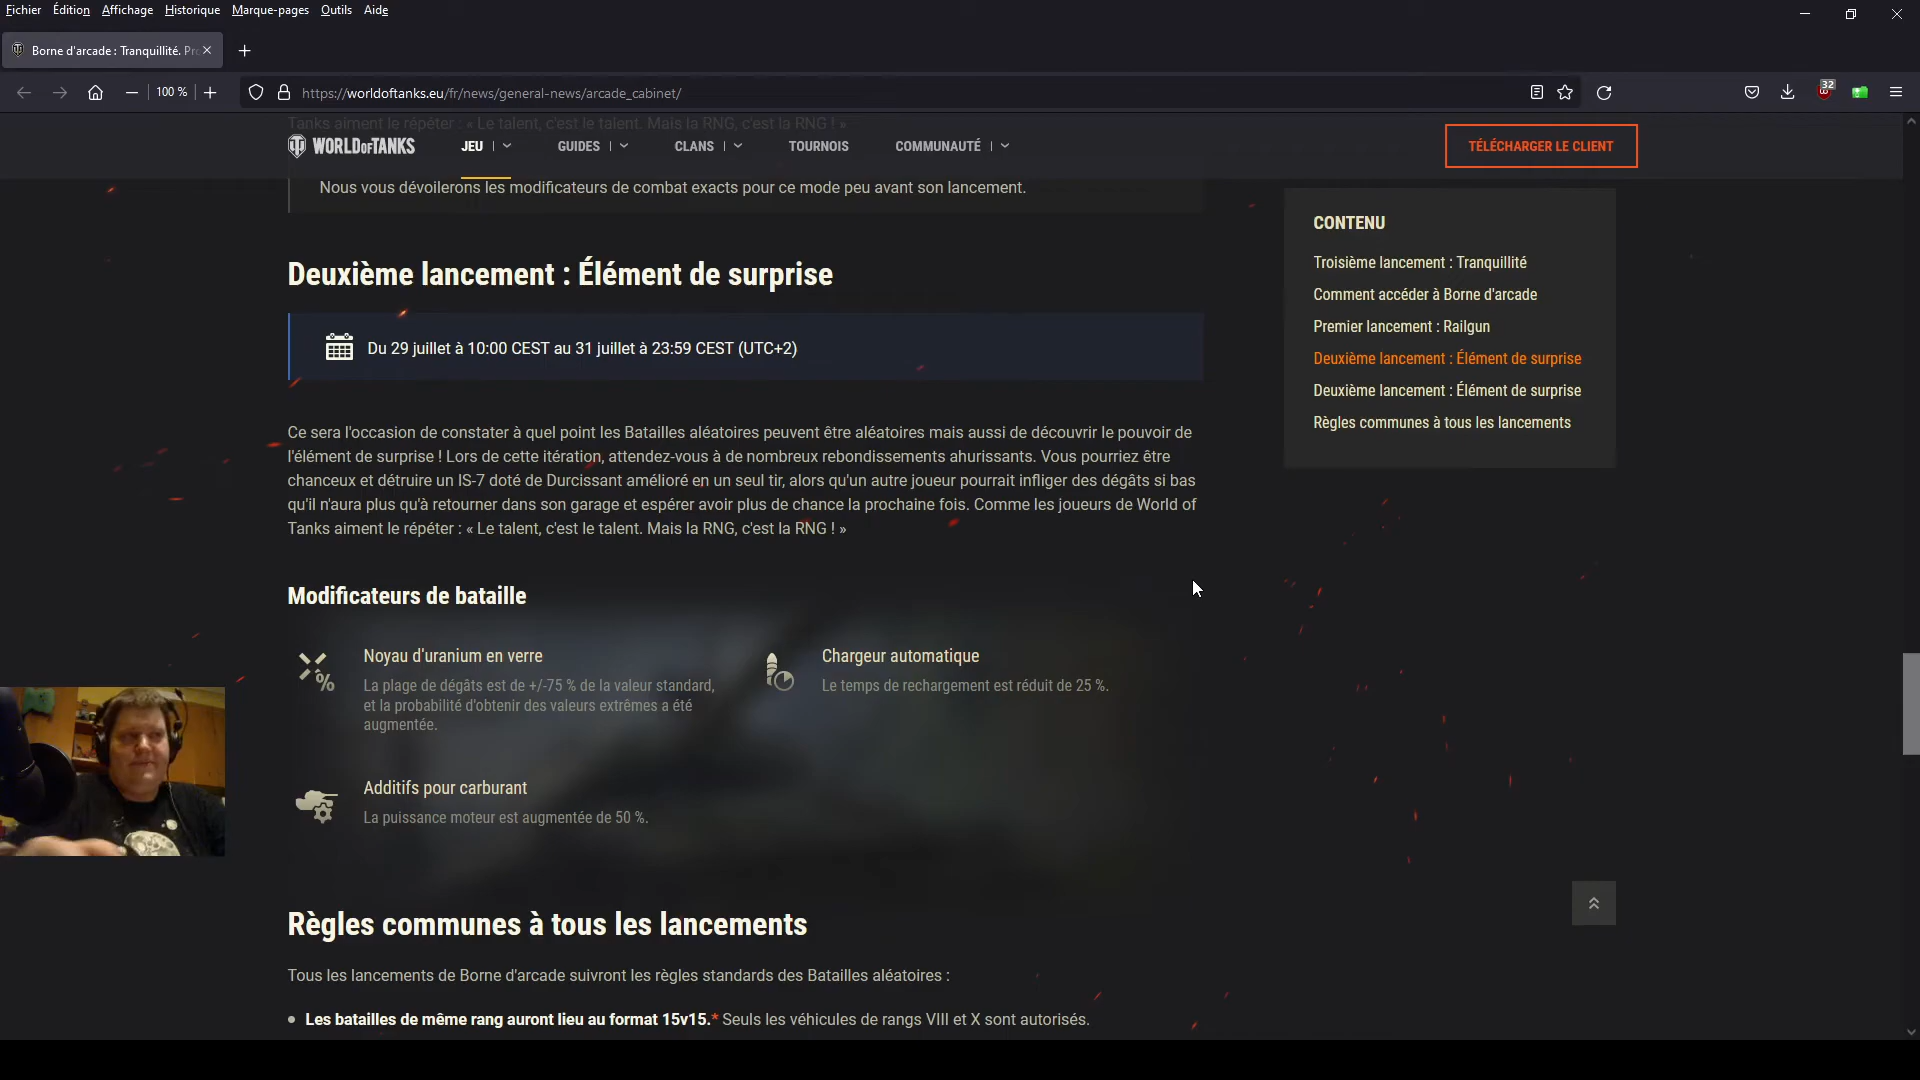 Fichier Édition Affichage Historique Marque-pages Outils Aide
Borne d'arcade : Tranquillité. Pr
100 %
https://worldoftanks.eu/fr/news/general-news/arcade_cabinet/
32
Tanks aiment le répéter : « Le talent, c'est le talent. Mais la RNG, c'est la RNG ! »
WORLD OF TANKS
JEU GUIDES CLANS TOURNOIS COMMUNAUTÉ
TÉLÉCHARGER LE CLIENT
Nous vous dévoilerons les modificateurs de combat exacts pour ce mode peu avant son lancement.
Deuxième lancement : Élément de surprise
Du 29 juillet à 10:00 CEST au 31 juillet à 23:59 CEST (UTC+2)
Ce sera l'occasion de constater à quel point les Batailles aléatoires peuvent être aléatoires mais aussi de découvrir le pouvoir de
l'élément de surprise ! Lors de cette itération, attendez-vous à de nombreux rebondissements ahurissants. Vous pourriez être
chanceux et détruire un IS-7 doté de Durcissant amélioré en un seul tir, alors qu'un autre joueur pourrait infliger des dégâts si bas
qu'il n'aura plus qu'à retourner dans son garage et espérer avoir plus de chance la prochaine fois. Comme les joueurs de World of
Tanks aiment le répéter : « Le talent, c'est le talent. Mais la RNG, c'est la RNG ! »
Modificateurs de bataille
Noyau d'uranium en verre
La plage de dégâts est de +/-75 % de la valeur standard,
et la probabilité d'obtenir des valeurs extrêmes a été
augmentée.
Chargeur automatique
Le temps de rechargement est réduit de 25 %.
Additifs pour carburant
La puissance moteur est augmentée de 50 %.
Règles communes à tous les lancements
Tous les lancements de Borne d'arcade suivront les règles standards des Batailles aléatoires :
Les batailles de même rang auront lieu au format 15v15.* Seuls les véhicules de rangs VIII et X sont autorisés.
CONTENU
Troisième lancement : Tranquillité
Comment accéder à Borne d'arcade
Premier lancement : Railgun
Deuxième lancement : Élément de surprise
Deuxième lancement : Élément de surprise
Règles communes à tous les lancements